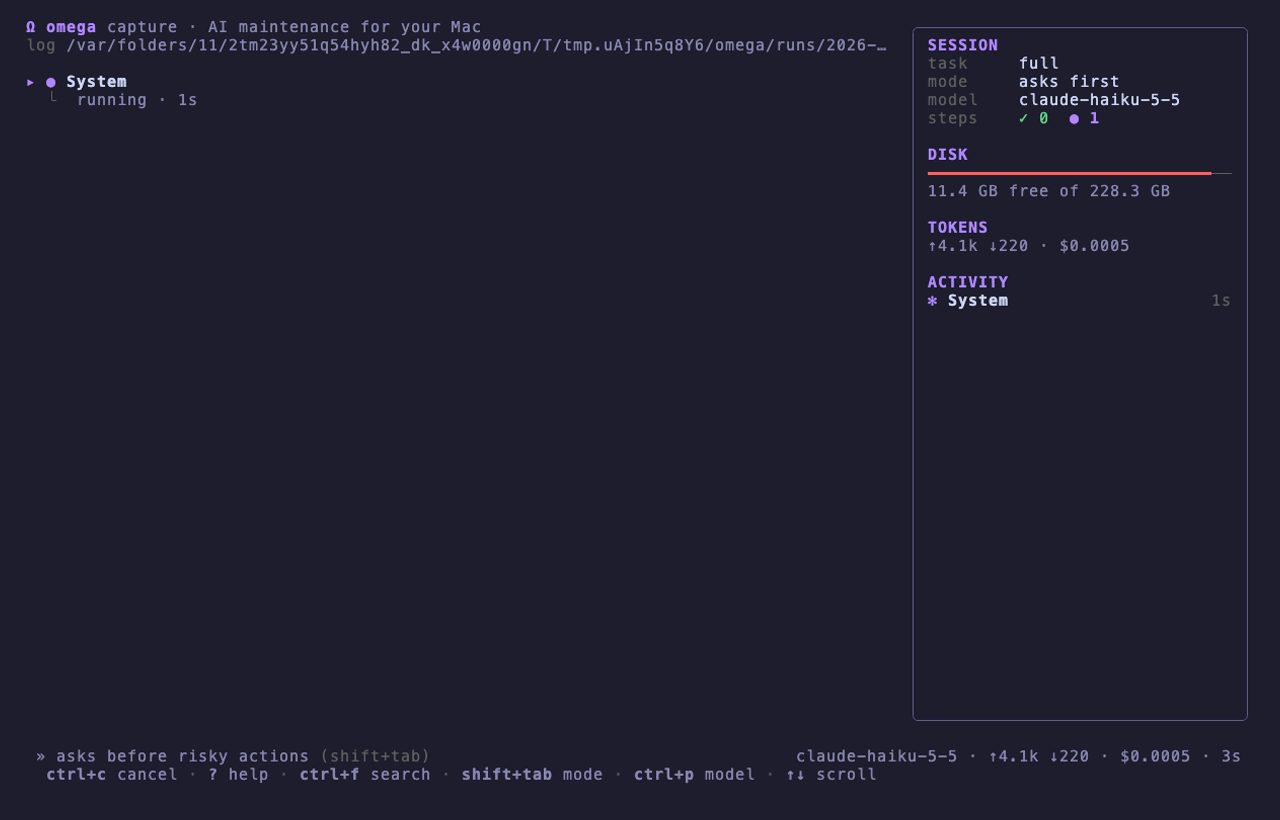 Ω omega capture · AI maintenance for your Mac
log /var/folders/11/2tm23yy51q54hyh82_dk_x4w0000gn/T/tmp.uAjIn5q8Y6/omega/runs/2026-…
▸ ● System
└ running · 1s
SESSION
task full
mode asks first
model claude-haiku-5-5
steps ✓ 0 ● 1
DISK
11.4 GB free of 228.3 GB
TOKENS
↑4.1k ↓220 · $0.0005
ACTIVITY
✻ System 1s
» asks before risky actions (shift+tab)
claude-haiku-5-5 · ↑4.1k ↓220 · $0.0005 · 3s
ctrl+c cancel · ? help · ctrl+f search · shift+tab mode · ctrl+p model · ↑↓ scroll